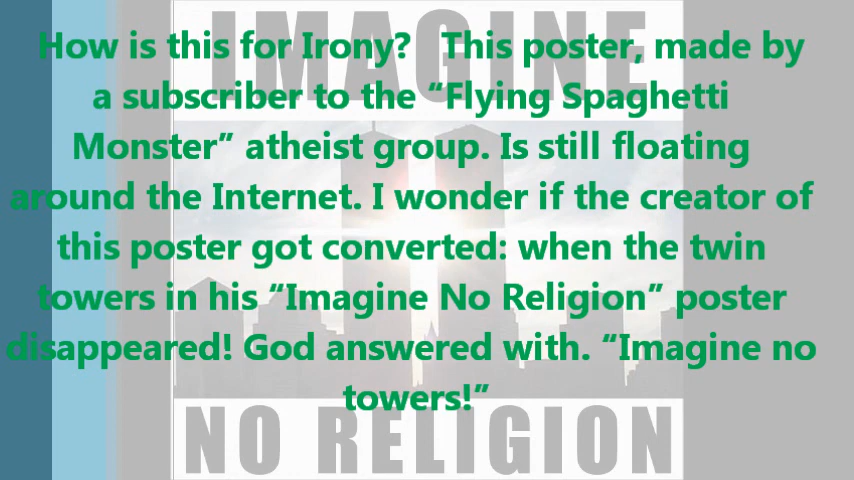 IMAGINE
How is this for Irony? This poster, made by
a subscriber to the “Flying Spaghetti
Monster” atheist group. Is still floating
around the Internet. I wonder if the creator of
this poster got converted: when the twin
towers in his “Imagine No Religion” poster
disappeared! God answered with. “Imagine no
towers!”
NO RELIGION